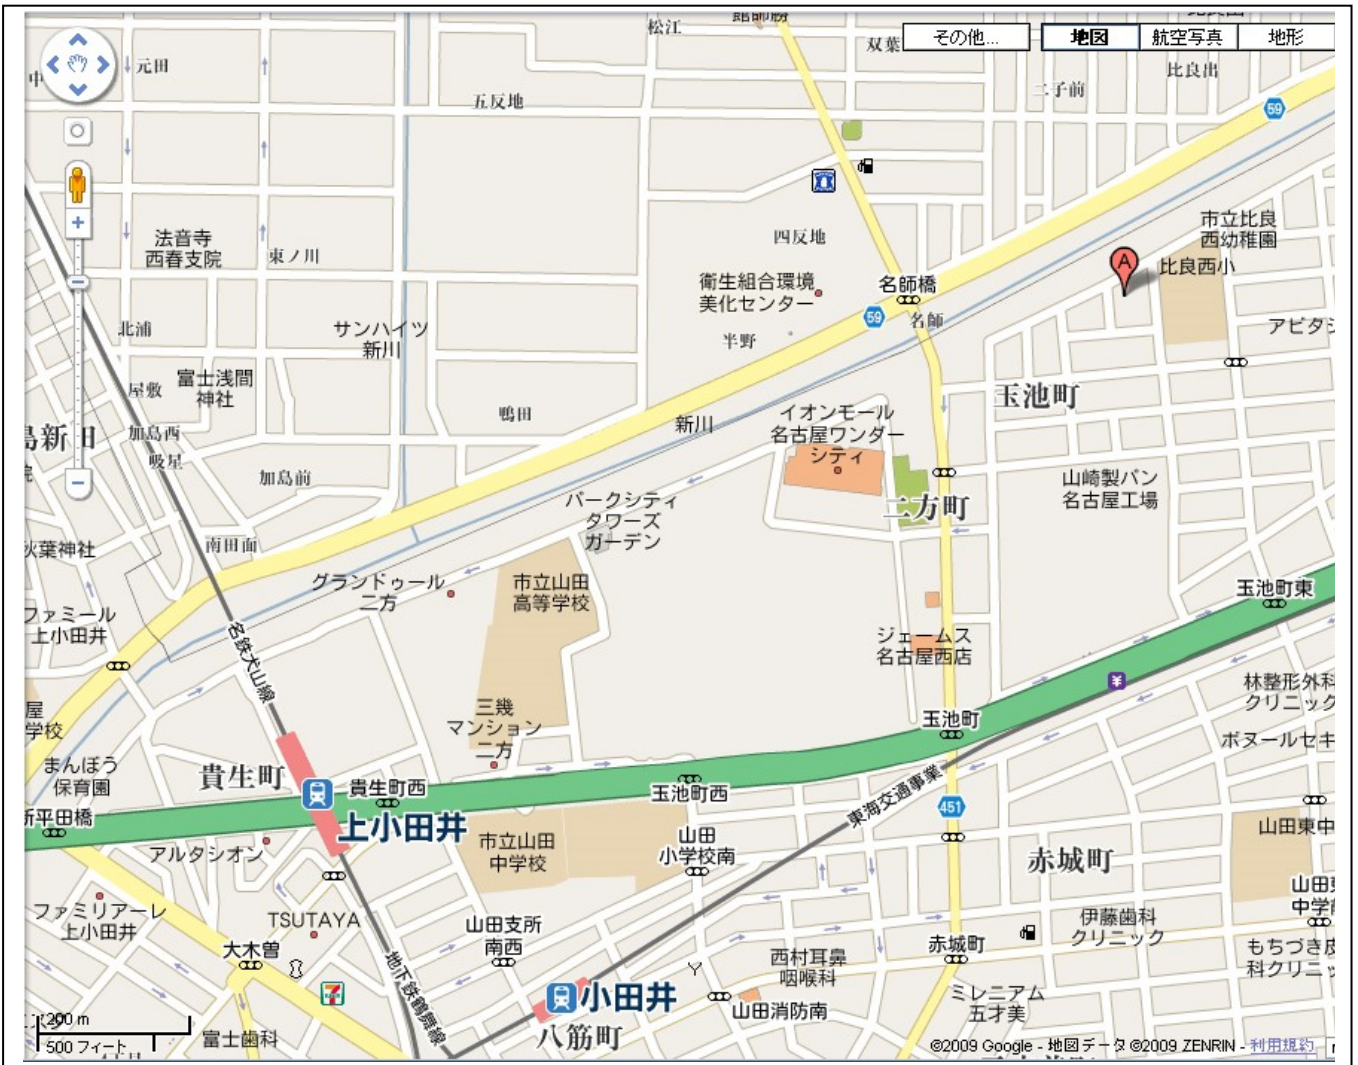 館師勝
松江
双葉
その他...
地図
航空写真
地形
中
元田
比良出
二子前
五反地
59
市立比良
西幼稚園
法音寺
西春支院
東ノ川
四反地
A
比良西小
衛生組合環境
美化センター
名師橋
59
名師
北浦
サンハイツ
新川
半野
富士浅間
神社
屋敷
玉池町
鴨田
新川
イオンモール
名古屋ワンダー
シティ
島新田
加島西
吸星
加島前
山崎製パン
名古屋工場
パークシティ
タワーズ
ガーデン
二方町
秋葉神社
南田面
グランドゥール
二方
市立山田
高等学校
玉池町東
ファミール
上小田井
名鉄犬山線
ジェームス
名古屋西店
¥
林整形外科
クリニック
屋
学校
三幾
マンション
二方
玉池町
ボヌールセキ
まんぼう
保育園
貴生町
貴生町西
玉池町西
東海交通事業
451
新平田橋
上小田井
アルタシオン
市立山田
中学校
山田
小学校南
山田東中
赤城町
ファミリアーレ
上小田井
TSUTAYA
山田支所
南西
伊藤歯科
クリニック
大木曽
地下鉄鶴舞線
西村耳鼻
咽喉科
赤城町
もちづき皮
科クリニッ
小田井
八筋町
山田消防南
ミレニアム
五才美
200 m
500 フィート
富士歯科
©2009 Google - 地図データ ©2009 ZENRIN - 利用規約